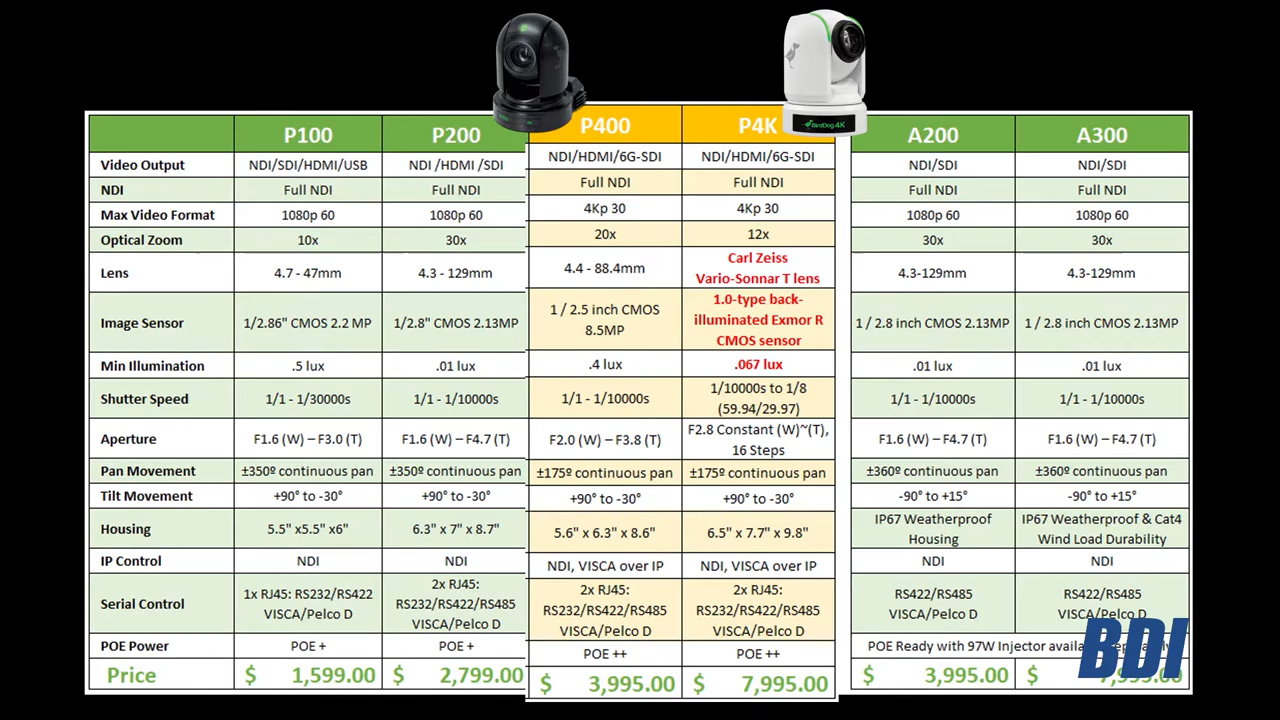 BirdDog 4K
P100 P200 P400 P4K A200 A300
Video Output NDI/SDI/HDMI/USB NDI /HDMI /SDI NDI/HDMI/6G-SDI NDI/HDMI/6G-SDI NDI/SDI NDI/SDI
NDI Full NDI Full NDI Full NDI Full NDI Full NDI Full NDI
Max Video Format 1080p 60 1080p 60 4Kp 30 4Kp 30 1080p 60 1080p 60
Optical Zoom 10x 30x 20x 12x 30x 30x
Lens 4.7 - 47mm 4.3 - 129mm 4.4 - 88.4mm Carl Zeiss
Vario-Sonnar T lens 4.3-129mm 4.3-129mm
Image Sensor 1/2.86" CMOS 2.2 MP 1/2.8" CMOS 2.13MP 1 / 2.5 inch CMOS
8.5MP 1.0-type back-
illuminated Exmor R
CMOS sensor 1 / 2.8 inch CMOS 2.13MP 1 / 2.8 inch CMOS 2.13MP
Min Illumination .5 lux .01 lux .4 lux .067 lux .01 lux .01 lux
Shutter Speed 1/1 - 1/30000s 1/1 - 1/10000s 1/1 - 1/10000s 1/10000s to 1/8
(59.94/29.97) 1/1 - 1/10000s 1/1 - 1/10000s
Aperture F1.6 (W) – F3.0 (T) F1.6 (W) – F4.7 (T) F2.0 (W) – F3.8 (T) F2.8 Constant (W)~(T),
16 Steps F1.6 (W) – F4.7 (T) F1.6 (W) – F4.7 (T)
Pan Movement ±350º continuous pan ±350º continuous pan ±175º continuous pan ±175º continuous pan ±360º continuous pan ±360º continuous pan
Tilt Movement +90° to -30° +90° to -30° +90° to -30° +90° to -30° -90° to +15° -90° to +15°
Housing 5.5" x5.5" x6" 6.3" x 7" x 8.7" 5.6" x 6.3" x 8.6" 6.5" x 7.7" x 9.8" IP67 Weatherproof
Housing IP67 Weatherproof & Cat4
Wind Load Durability
IP Control NDI NDI NDI, VISCA over IP NDI, VISCA over IP NDI NDI
Serial Control 1x RJ45: RS232/RS422
VISCA/Pelco D 2x RJ45:
RS232/RS422/RS485
VISCA/Pelco D 2x RJ45:
RS232/RS422/RS485
VISCA/Pelco D 2x RJ45:
RS232/RS422/RS485
VISCA/Pelco D RS422/RS485
VISCA/Pelco D RS422/RS485
VISCA/Pelco D
POE Power POE + POE + POE ++ POE ++ POE Ready with 97W Injector
Price $ 1,599.00 $ 2,799.00 $ 3,995.00 $ 7,995.00 $ 3,995.00 $
BDI